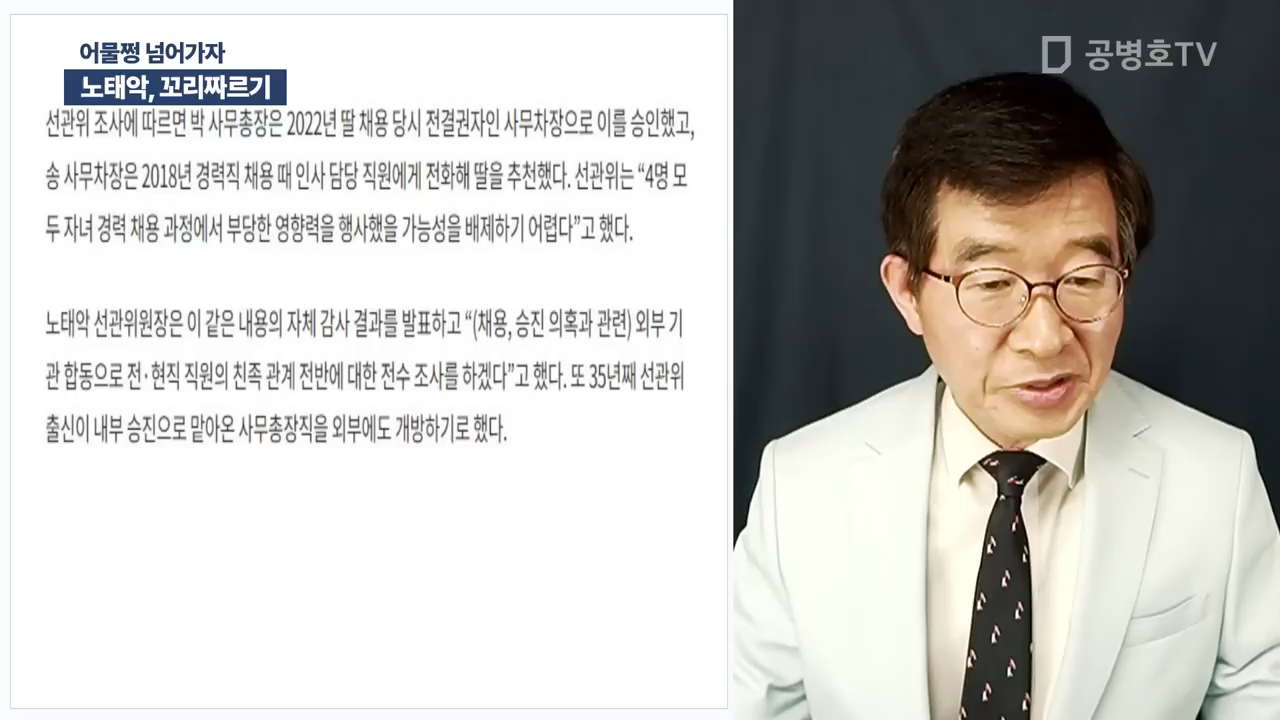 어물쩡 넘어가자
노태악, 꼬리짜르기
공병호TV
선관위 조사에 따르면 박 사무총장은 2022년 딸 채용 당시 전결권자인 사무차장으로 이를 승인했고,
송 사무차장은 2018년 경력직 채용 때 인사 담당 직원에게 전화해 딸을 추천했다. 선관위는 “4명 모
두 자녀 경력 채용 과정에서 부당한 영향력을 행사했을 가능성을 배제하기 어렵다”고 했다.
노태악 선관위원장은 이 같은 내용의 자체 감사 결과를 발표하고 “(채용, 승진 의혹과 관련) 외부 기
관 합동으로 전·현직 직원의 친족 관계 전반에 대한 전수 조사를 하겠다”고 했다. 또 35년째 선관위
출신이 내부 승진으로 맡아온 사무총장직을 외부에도 개방하기로 했다.